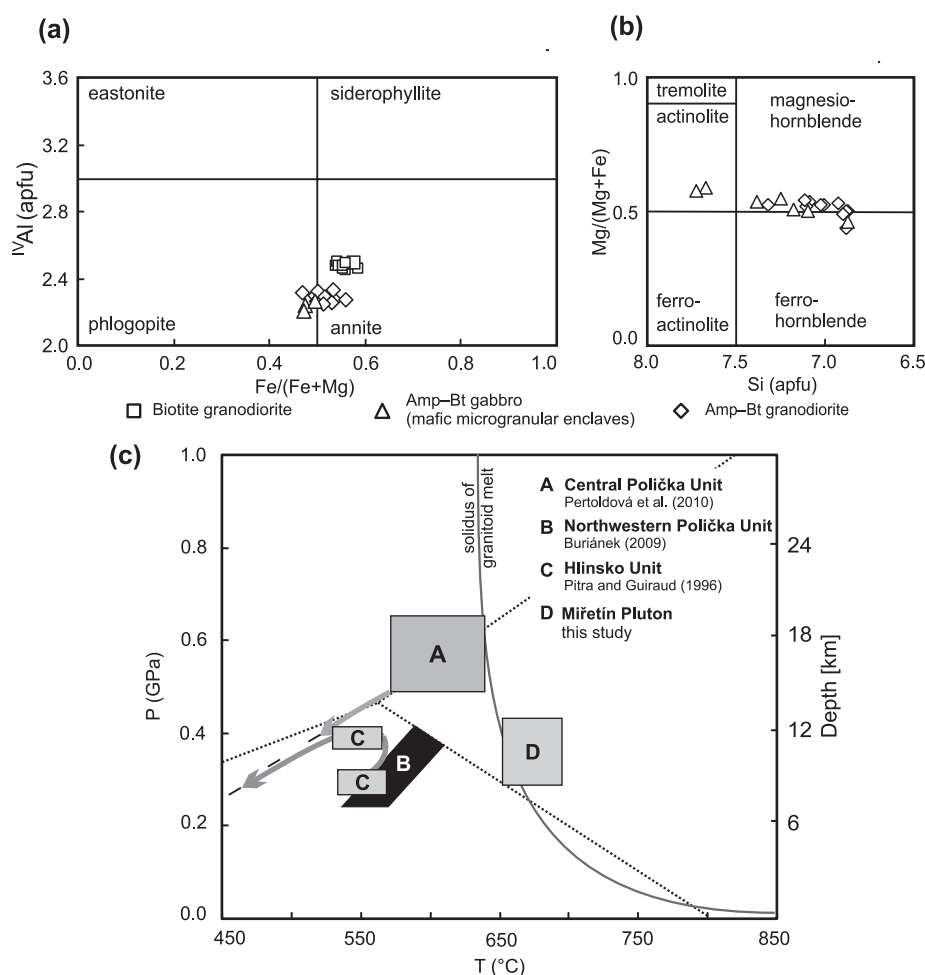 (a)
3.6
3.2
2.8
2.4
2.0
IVAl (apfu)
eastonite
siderophyllite
phlogopite
annite
0.0
0.2
0.4
0.6
0.8
1.0
Fe/(Fe+Mg)
(b)
1.0
0.5
0.0
Mg/(Mg+Fe)
tremolite
actinolite
magnesio-
hornblende
ferro-
actinolite
ferro-
hornblende
8.0
7.5
7.0
6.5
Si (apfu)
Biotite granodiorite
Amp–Bt gabbro
(mafic microgranular enclaves)
Amp–Bt granodiorite
(c)
1.0
0.8
0.6
0.4
0.2
0.0
P (GPa)
solidus of
granitoid melt
A Central Polička Unit
Pertoldová et al. (2010)
B Northwestern Polička Unit
Buriánek (2009)
C Hlinsko Unit
Pitra and Guiraud (1996)
D Miřetín Pluton
this study
A
C
B
C
D
24
18
12
6
Depth [km]
450
550
650
750
850
T (°C)